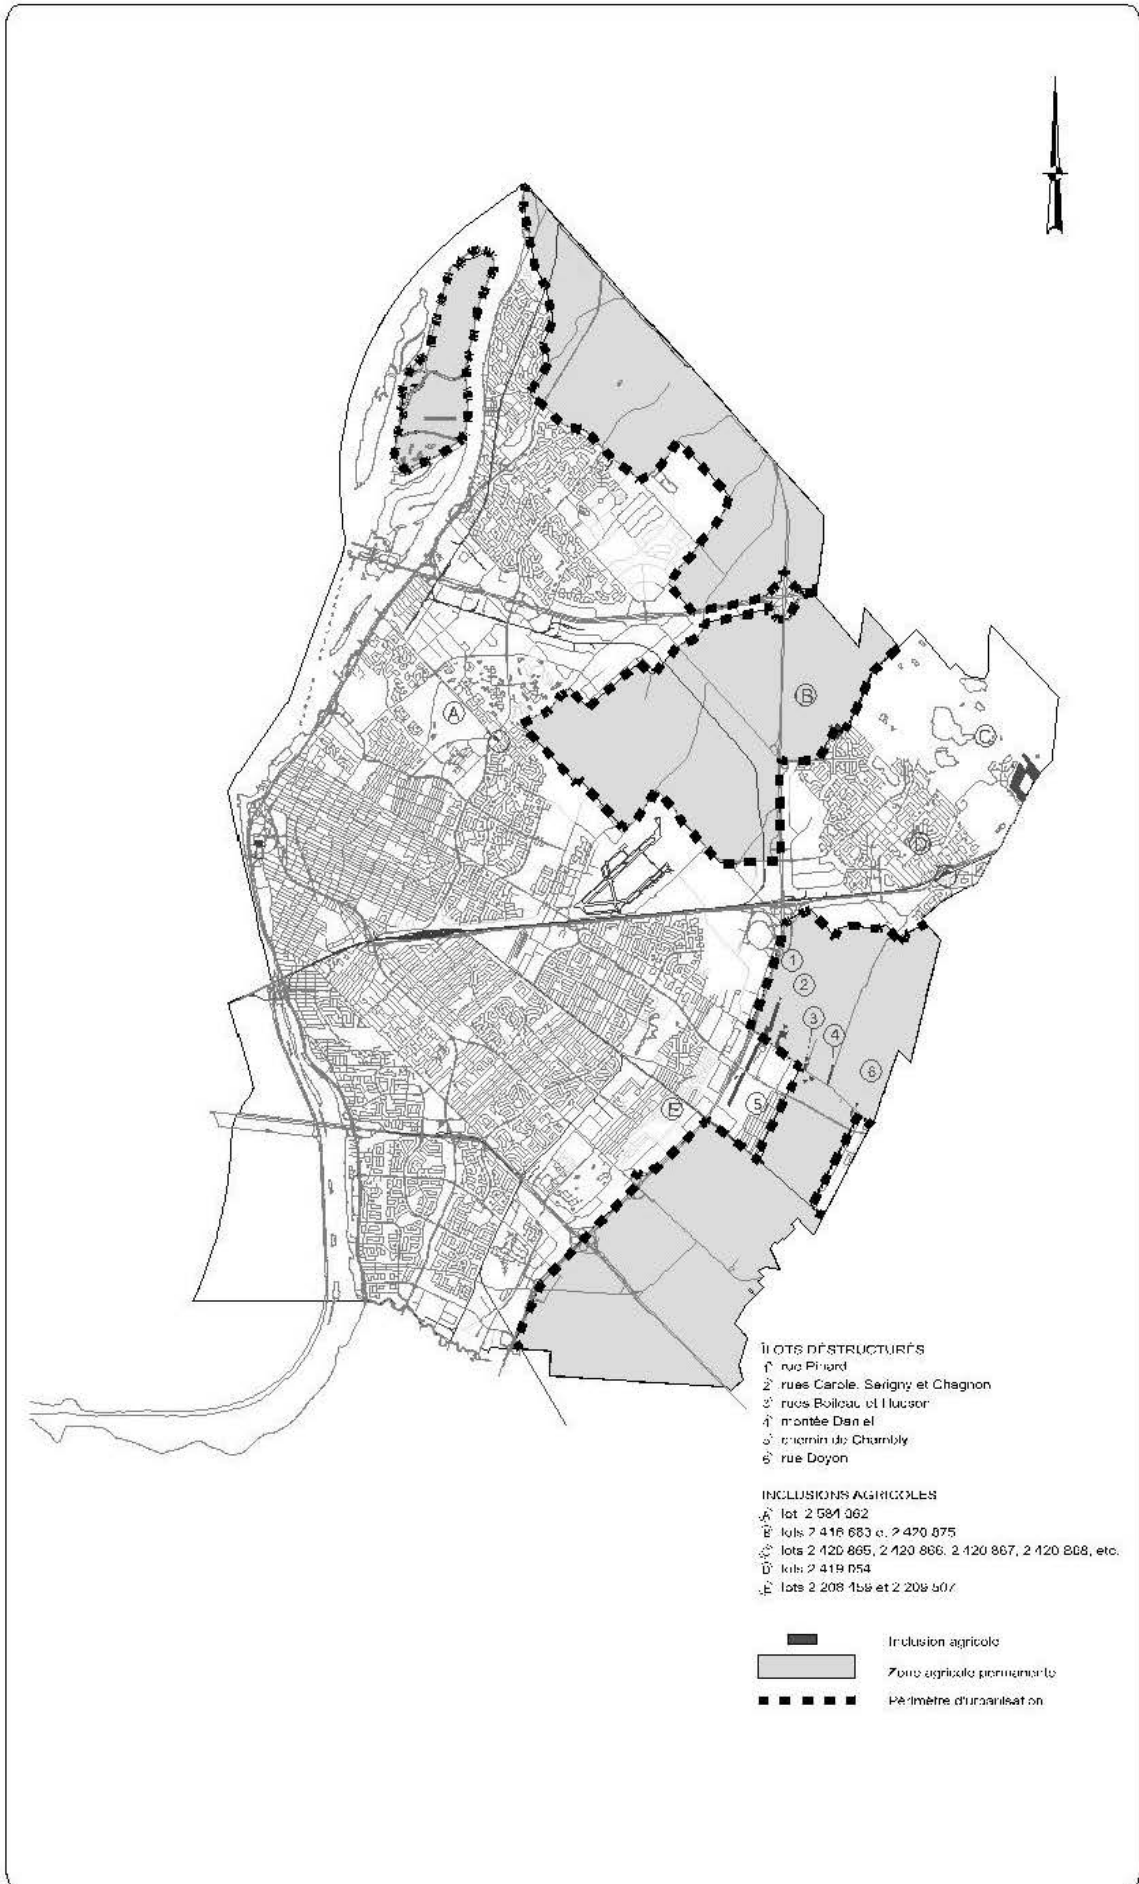 A
B
C
D
E
1
2
3
4
5
6
ÎLOTS DÉSTRUCTURÉS
1 rue Pinard
2 rues Carole, Serigny et Chagnon
3 rues Boileau et
4 montée Daniel
5 chemin de Chambly
6 rue Doyon
INCLUSIONS AGRICOLES
A lot 2 584 062
B lots 2 416 683 2 420 875
C lots 2 420 865, 2 420 866, 2 420 867, 2 420 868, etc.
D lots 2 419 054
E lots 2 208 459 et 2 209 507
Inclusion agricole
Zone agricole permanente
Périmètre d'urbanisation